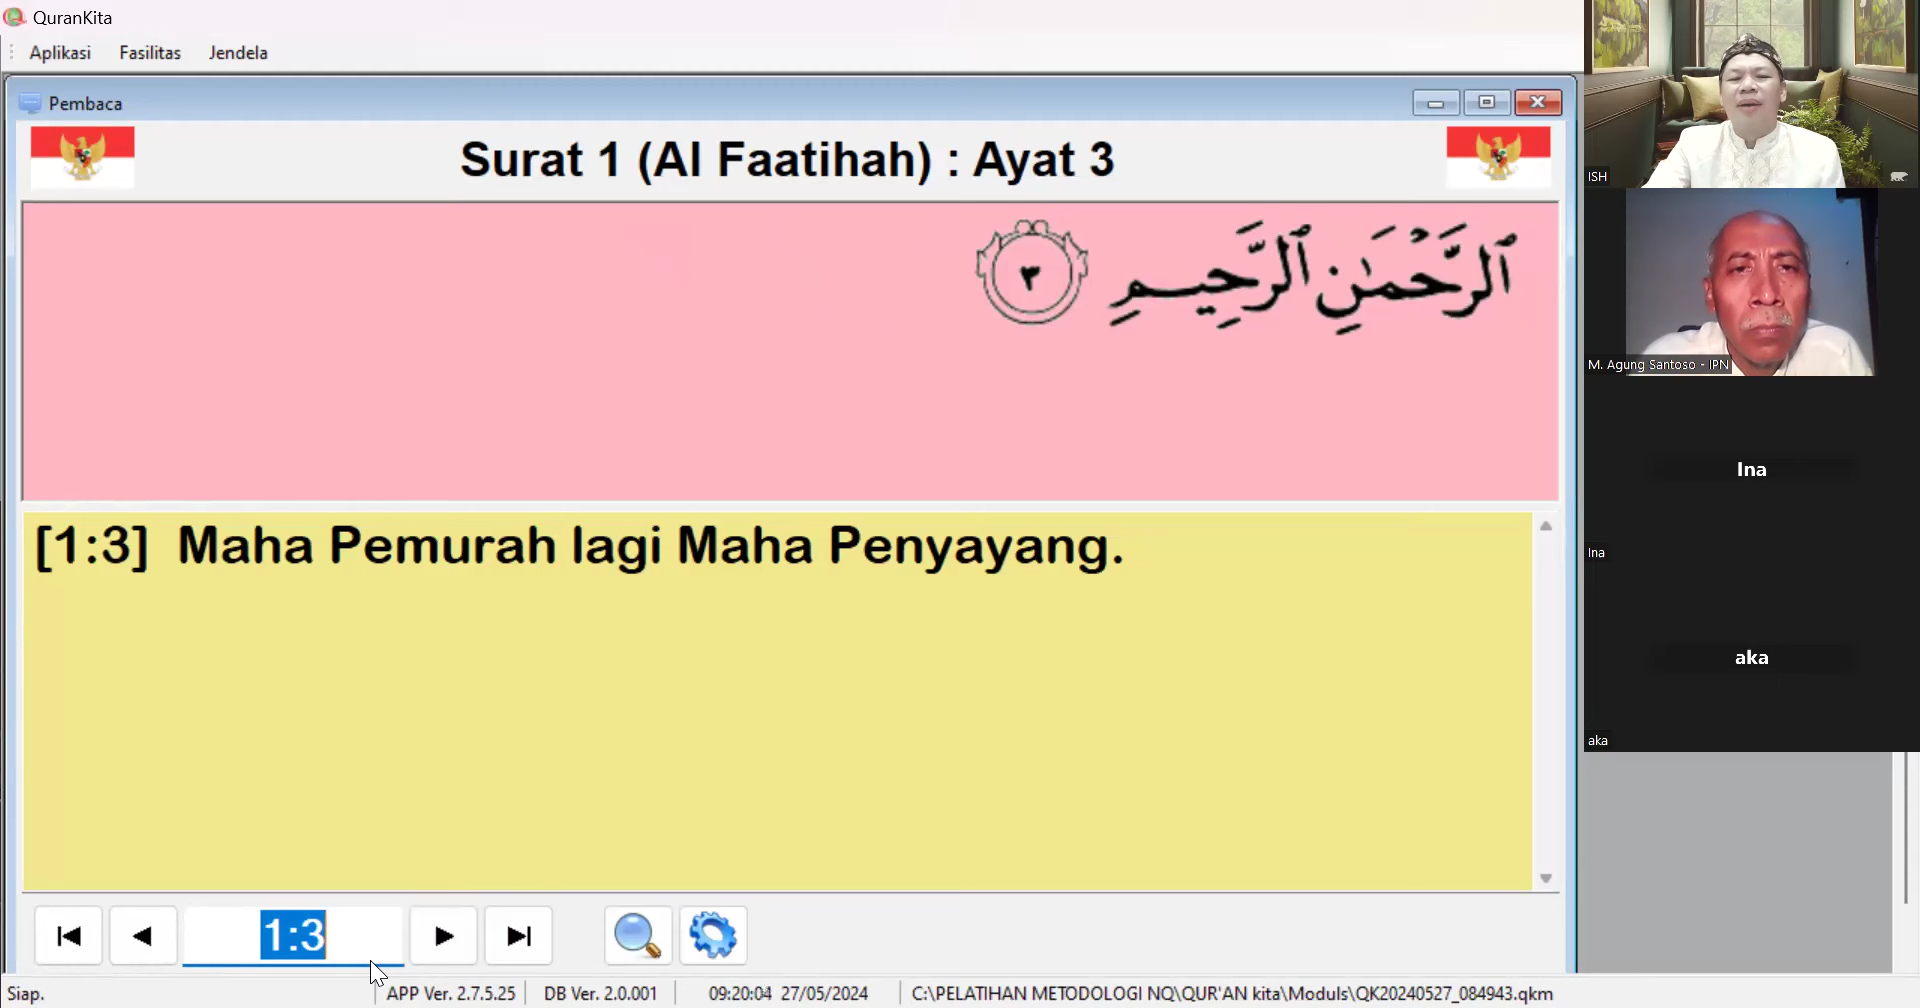 QuranKita
Aplikasi Fasilitas Jendela
Pembaca
Surat 1 (Al Faatihah) : Ayat 3
ٱلرَّحْمَٰنِ ٱلرَّحِيمِ ٣
[1:3] Maha Pemurah lagi Maha Penyayang.
1:3
Siap.
APP Ver. 2.7.5.25
DB Ver. 2.0.001
09:20:04 27/05/2024
C:\PELATIHAN METODOLOGI NQ\QUR'AN kita\Moduls\QK20240527_084943.qkm
ISH
M. Agung Santoso - IPN
Ina
Ina
aka
aka